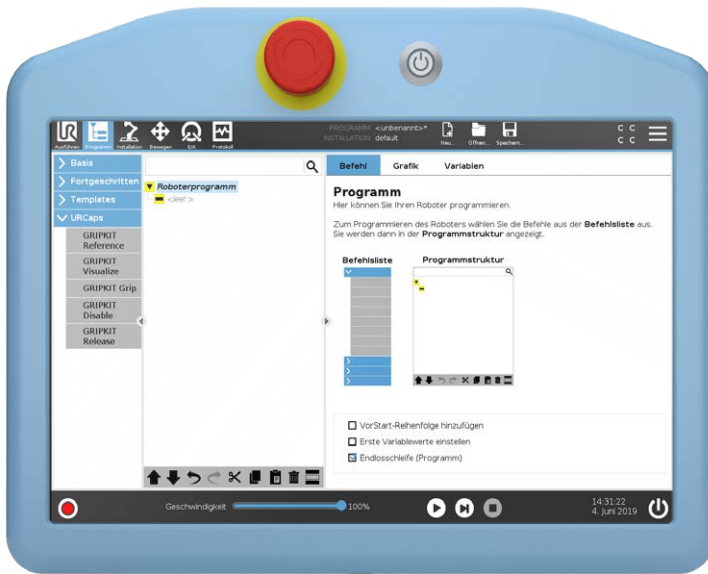 UR
Ausführen
Programm
Installation
Bewegen
E/A
Protokoll
PROGRAMM <unbenannt>*
INSTALLATION default
Neu...
Öffnen...
Speichern...
C C
C C
Basis
Fortgeschritten
Templates
URCaps
GRIPKIT
Reference
GRIPKIT
Visualize
GRIPKIT Grip
GRIPKIT
Disable
GRIPKIT
Release
Roboterprogramm
<leer>
Befehl Grafik Variablen
Programm
Hier können Sie Ihren Roboter programmieren.
Zum Programmieren des Roboters wählen Sie die Befehle aus der Befehlsliste aus.
Sie werden dann in der Programmstruktur angezeigt.
Befehlsliste Programmstruktur
VorStart-Reihenfolge hinzufügen
Erste Variablewerte einstellen
Endlosschleife (Programm)
Geschwindigkeit 100%
14:31:22
4. Juni 2019